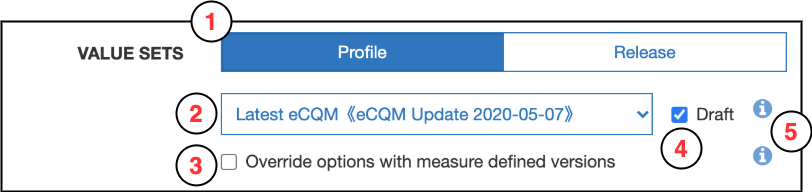 1
VALUE SETS Profile Release
2 Latest eCQM《eCQM Update 2020-05-07》 Draft i 5
3 Override options with measure defined versions 4 i